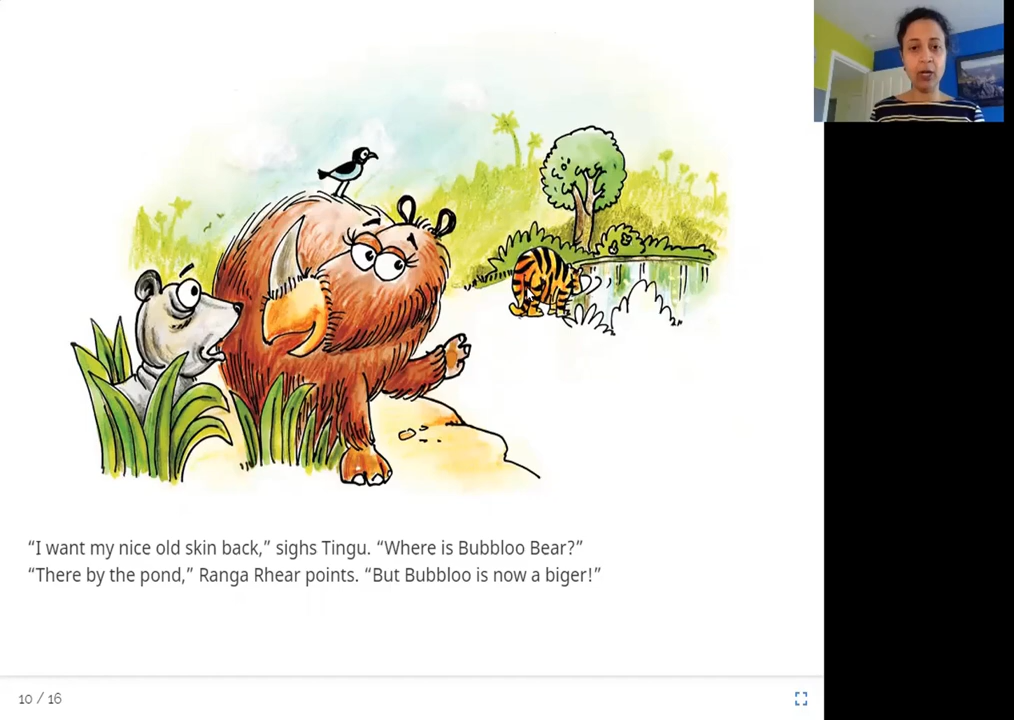 “I want my nice old skin back,” sighs Tingu. “Where is Bubbloo Bear?”
“There by the pond,” Ranga Rhear points. “But Bubbloo is now a biger!”
10 / 16